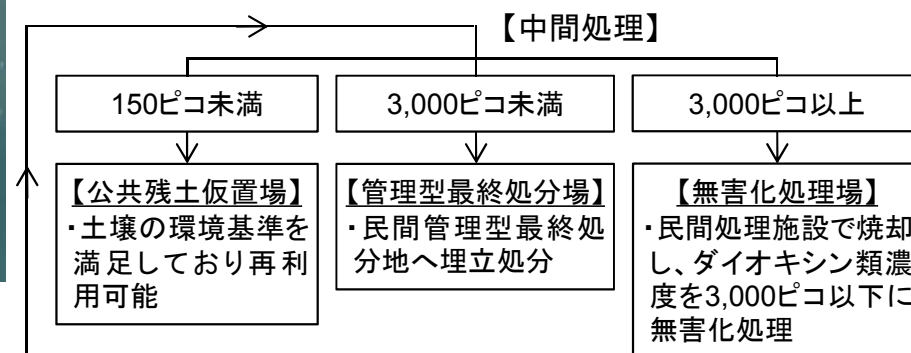 【中間処理】
150ピコ未満
3,000ピコ未満
3,000ピコ以上
【公共残土仮置場】
・土壌の環境基準を
満足しており再利
用可能
【管理型最終処分場】
・民間管理型最終処
分地へ埋立処分
【無害化処理場】
・民間処理施設で焼却
し、ダイオキシン類濃
度を3,000ピコ以下に
無害化処理